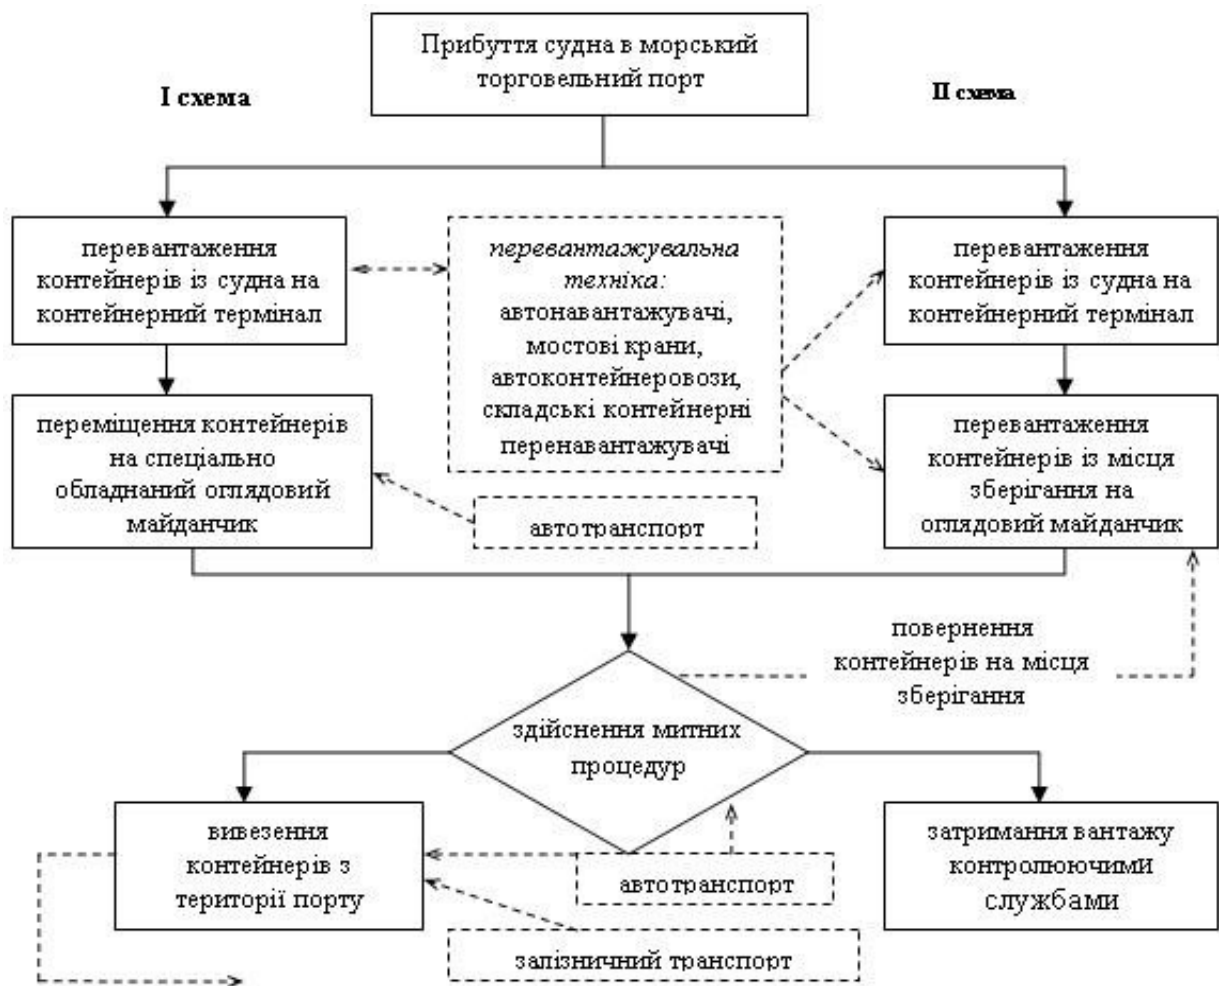 Прибуття судна в морський
торговельний порт
І схема
ІІ схема
перевантаження
контейнерів із судна на
контейнерний термінал
перевантажувальна
техніка:
автонавантажувачі,
мостові крани,
автоконтейнеровози,
складські контейнерні
перенавантажувачі
перевантаження
контейнерів із судна на
контейнерний термінал
переміщення контейнерів
на спеціально
обладнаний оглядовий
майданчик
автотранспорт
перевантаження
контейнерів із місця
зберігання на
оглядовий майданчик
повернення
контейнерів на місця
зберігання
здійснення митних
процедур
вивезення
контейнерів з
території порту
автотранспорт
затримання вантажу
контролюючими
службами
залізничний транспорт